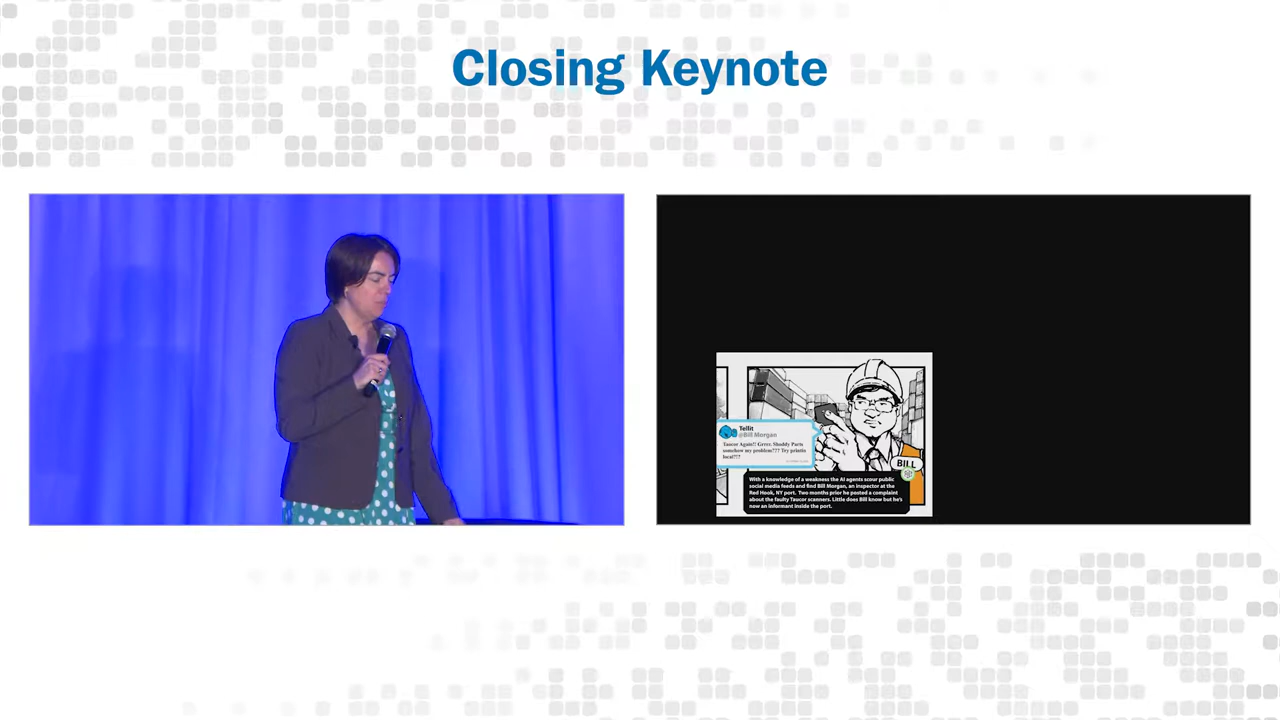 Closing Keynote
Tellit
@Bill Morgan
Taucor Again!! Grrrr. Shoddy Parts
somehow my problem??? Try printin
local???
BILL
With a knowledge of a weakness the AI agents scour public
social media feeds and find Bill Morgan, an inspector at the
Red Hook, NY port. Two months prior he posted a complaint
about the faulty Taucor scanners. Little does Bill know but he's
now an informant inside the port.